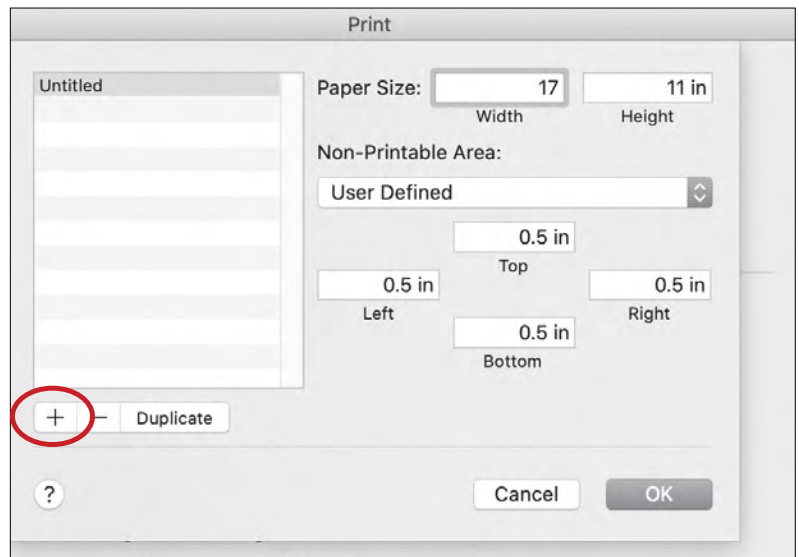 Print
Untitled
Paper Size: 17 11 in
Width Height
Non-Printable Area:
User Defined
0.5 in
Top
0.5 in 0.5 in
Left Right
0.5 in
Bottom
+ − Duplicate
? Cancel OK